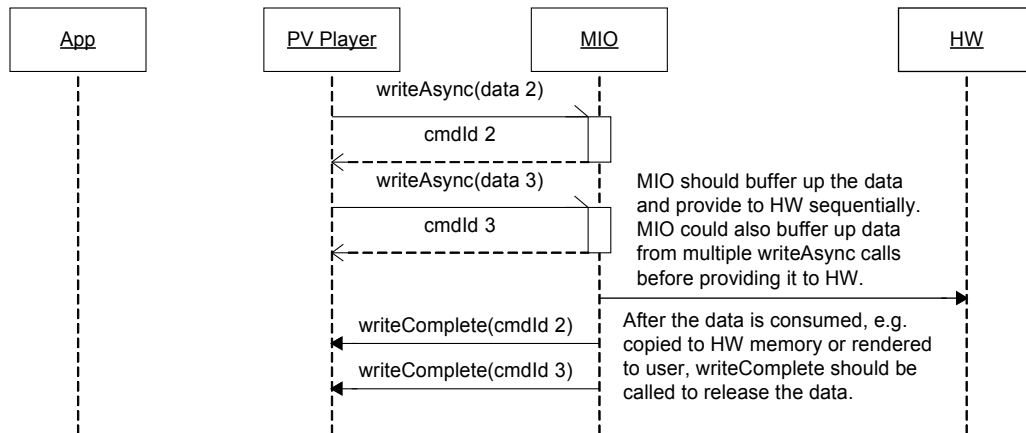 App
PV Player
MIO
HW
writeAsync(data 2)
cmdId 2
writeAsync(data 3)
cmdId 3
MIO should buffer up the data
and provide to HW sequentially.
MIO could also buffer up data
from multiple writeAsync calls
before providing it to HW.
writeComplete(cmdId 2)
writeComplete(cmdId 3)
After the data is consumed, e.g.
copied to HW memory or rendered
to user, writeComplete should be
called to release the data.